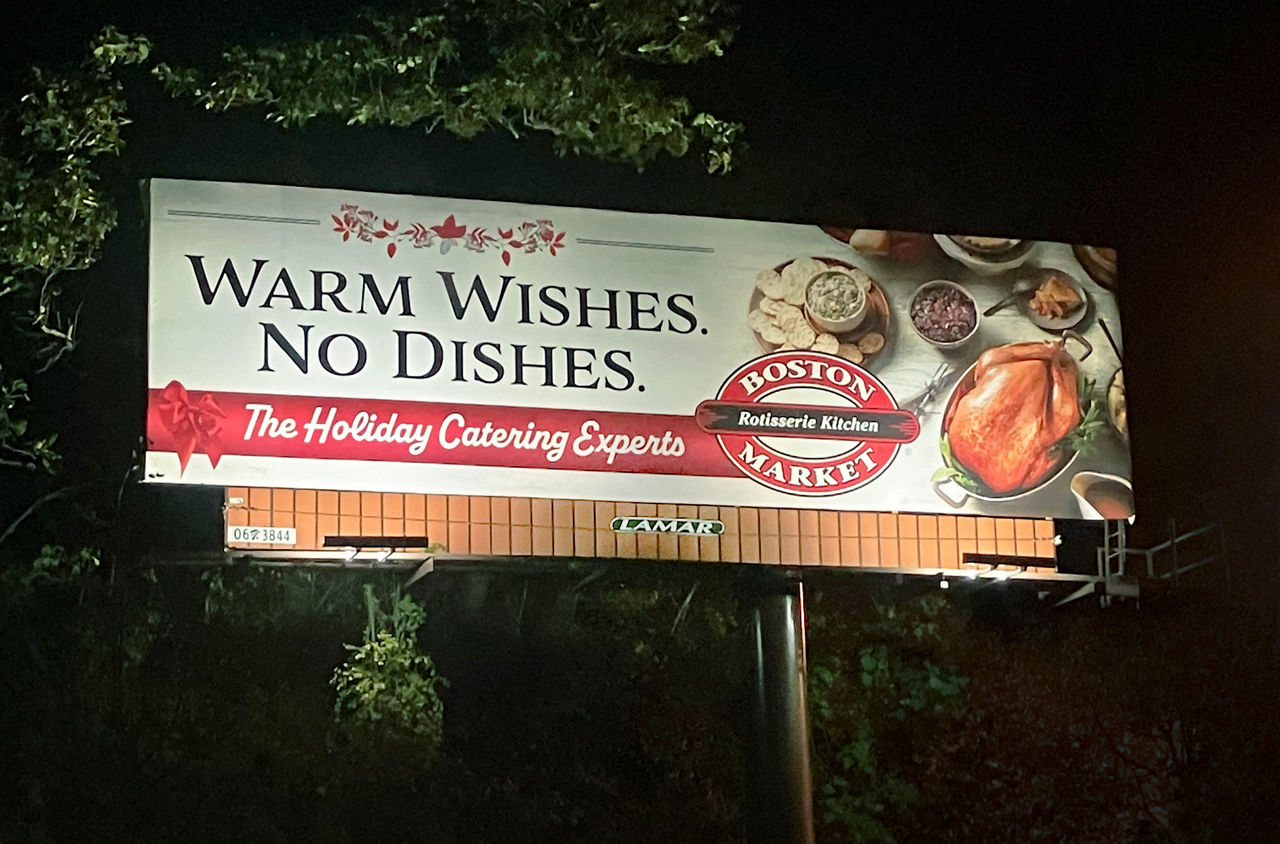 WARM WISHES.
NO DISHES.
The Holiday Catering Experts
BOSTON
Rotisserie Kitchen
MARKET
LAMAR